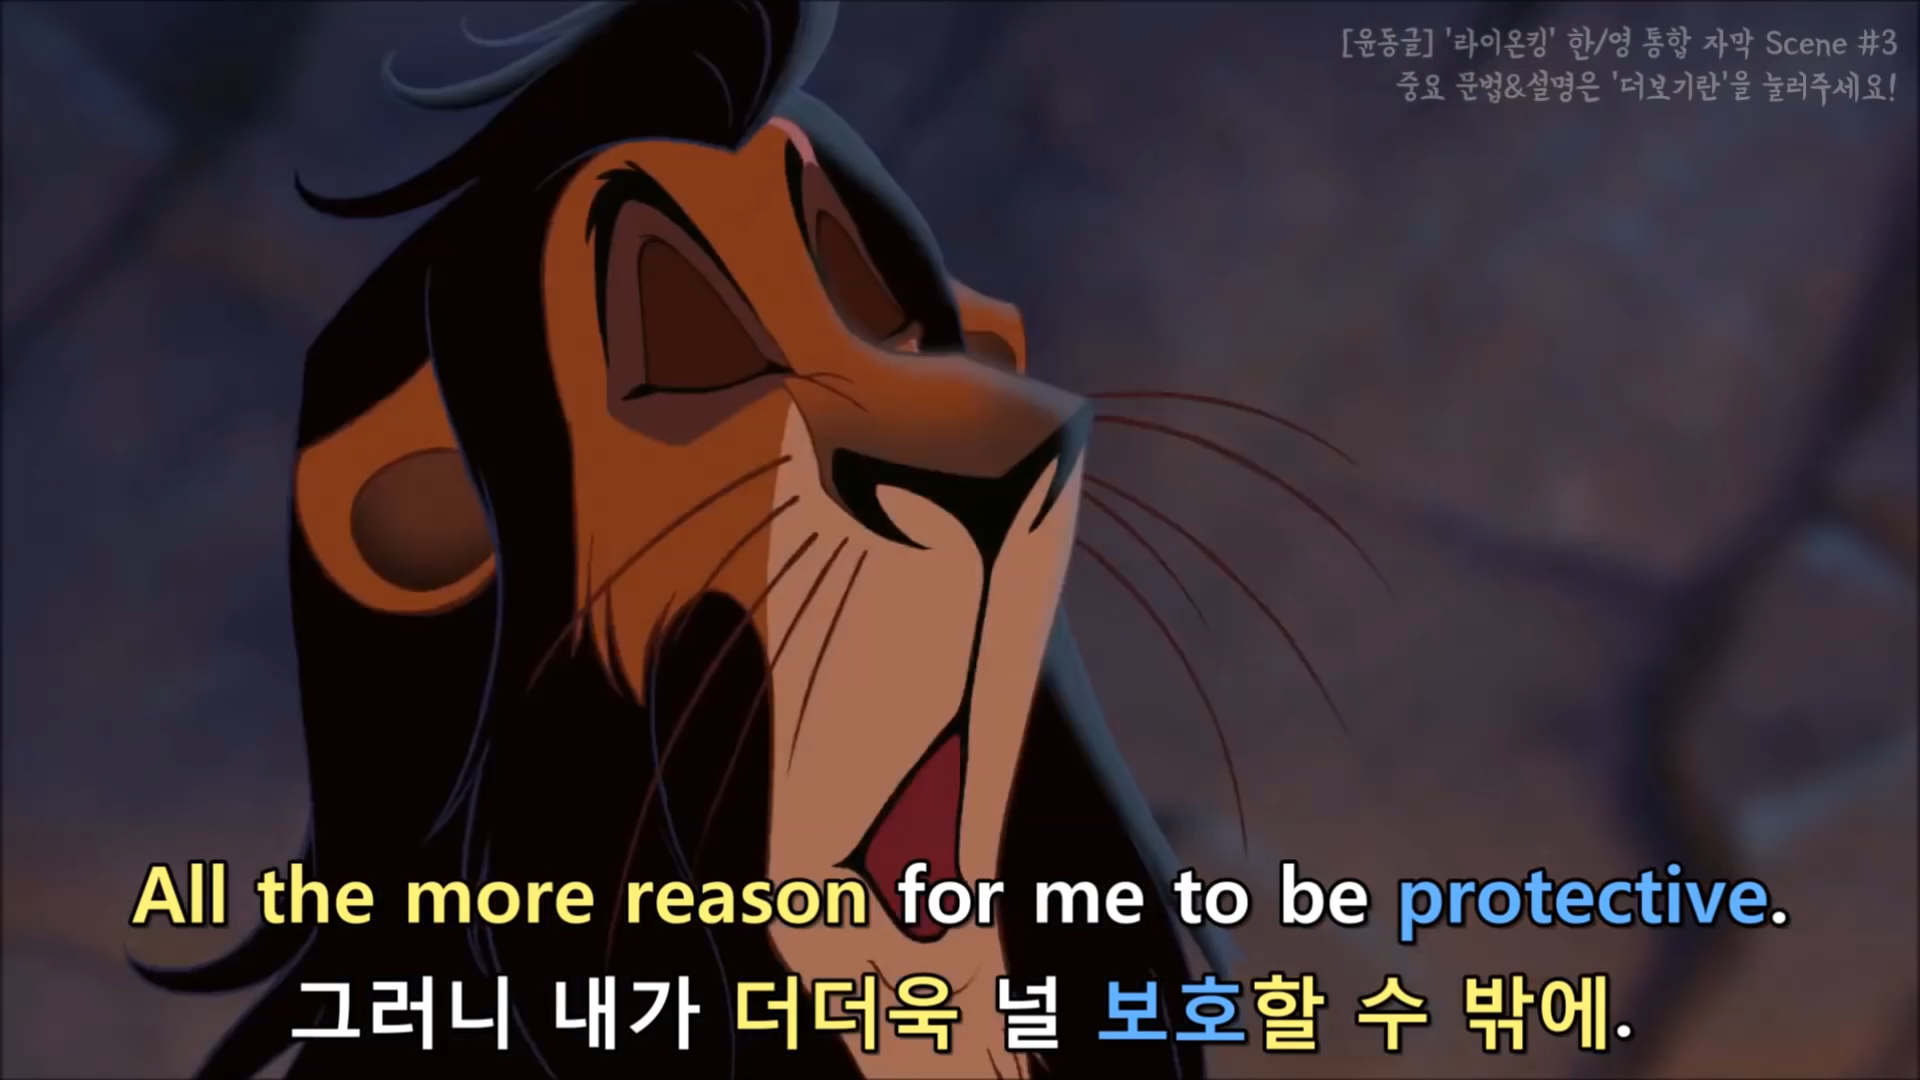 [윤동글] '라이온킹' 한/영 통합 자막 Scene #3
중요 문법&설명은 '더보기란'을 눌러주세요!
All the more reason for me to be protective.
그러니 내가 더더욱 널 보호할 수 밖에.